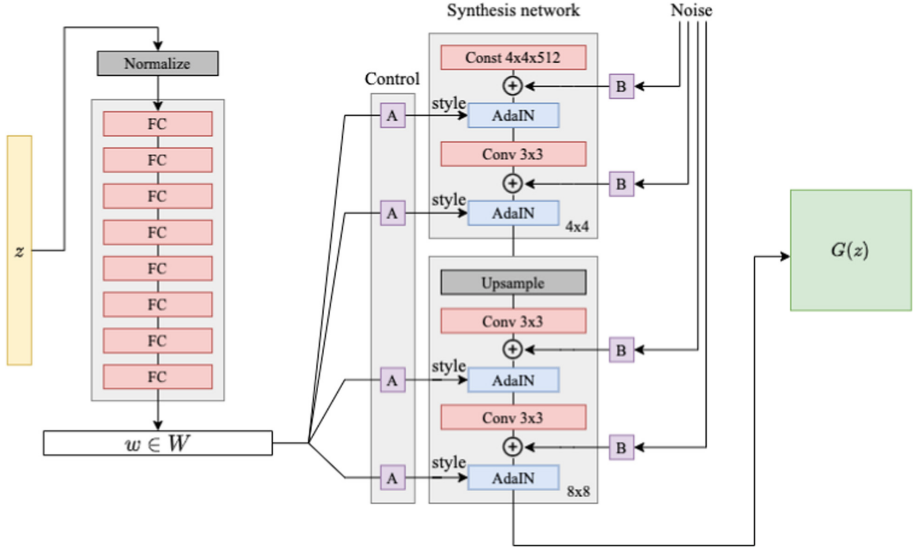 Synthesis network
Noise
Normalize
Const 4x4x512
Control
B
style
A
AdaIN
FC
Conv 3x3
FC
B
FC
style
A
AdaIN
4x4
FC
z
G(z)
FC
Upsample
FC
Conv 3x3
FC
B
FC
style
A
AdaIN
Conv 3x3
w ∈ W
B
style
A
AdaIN
8x8